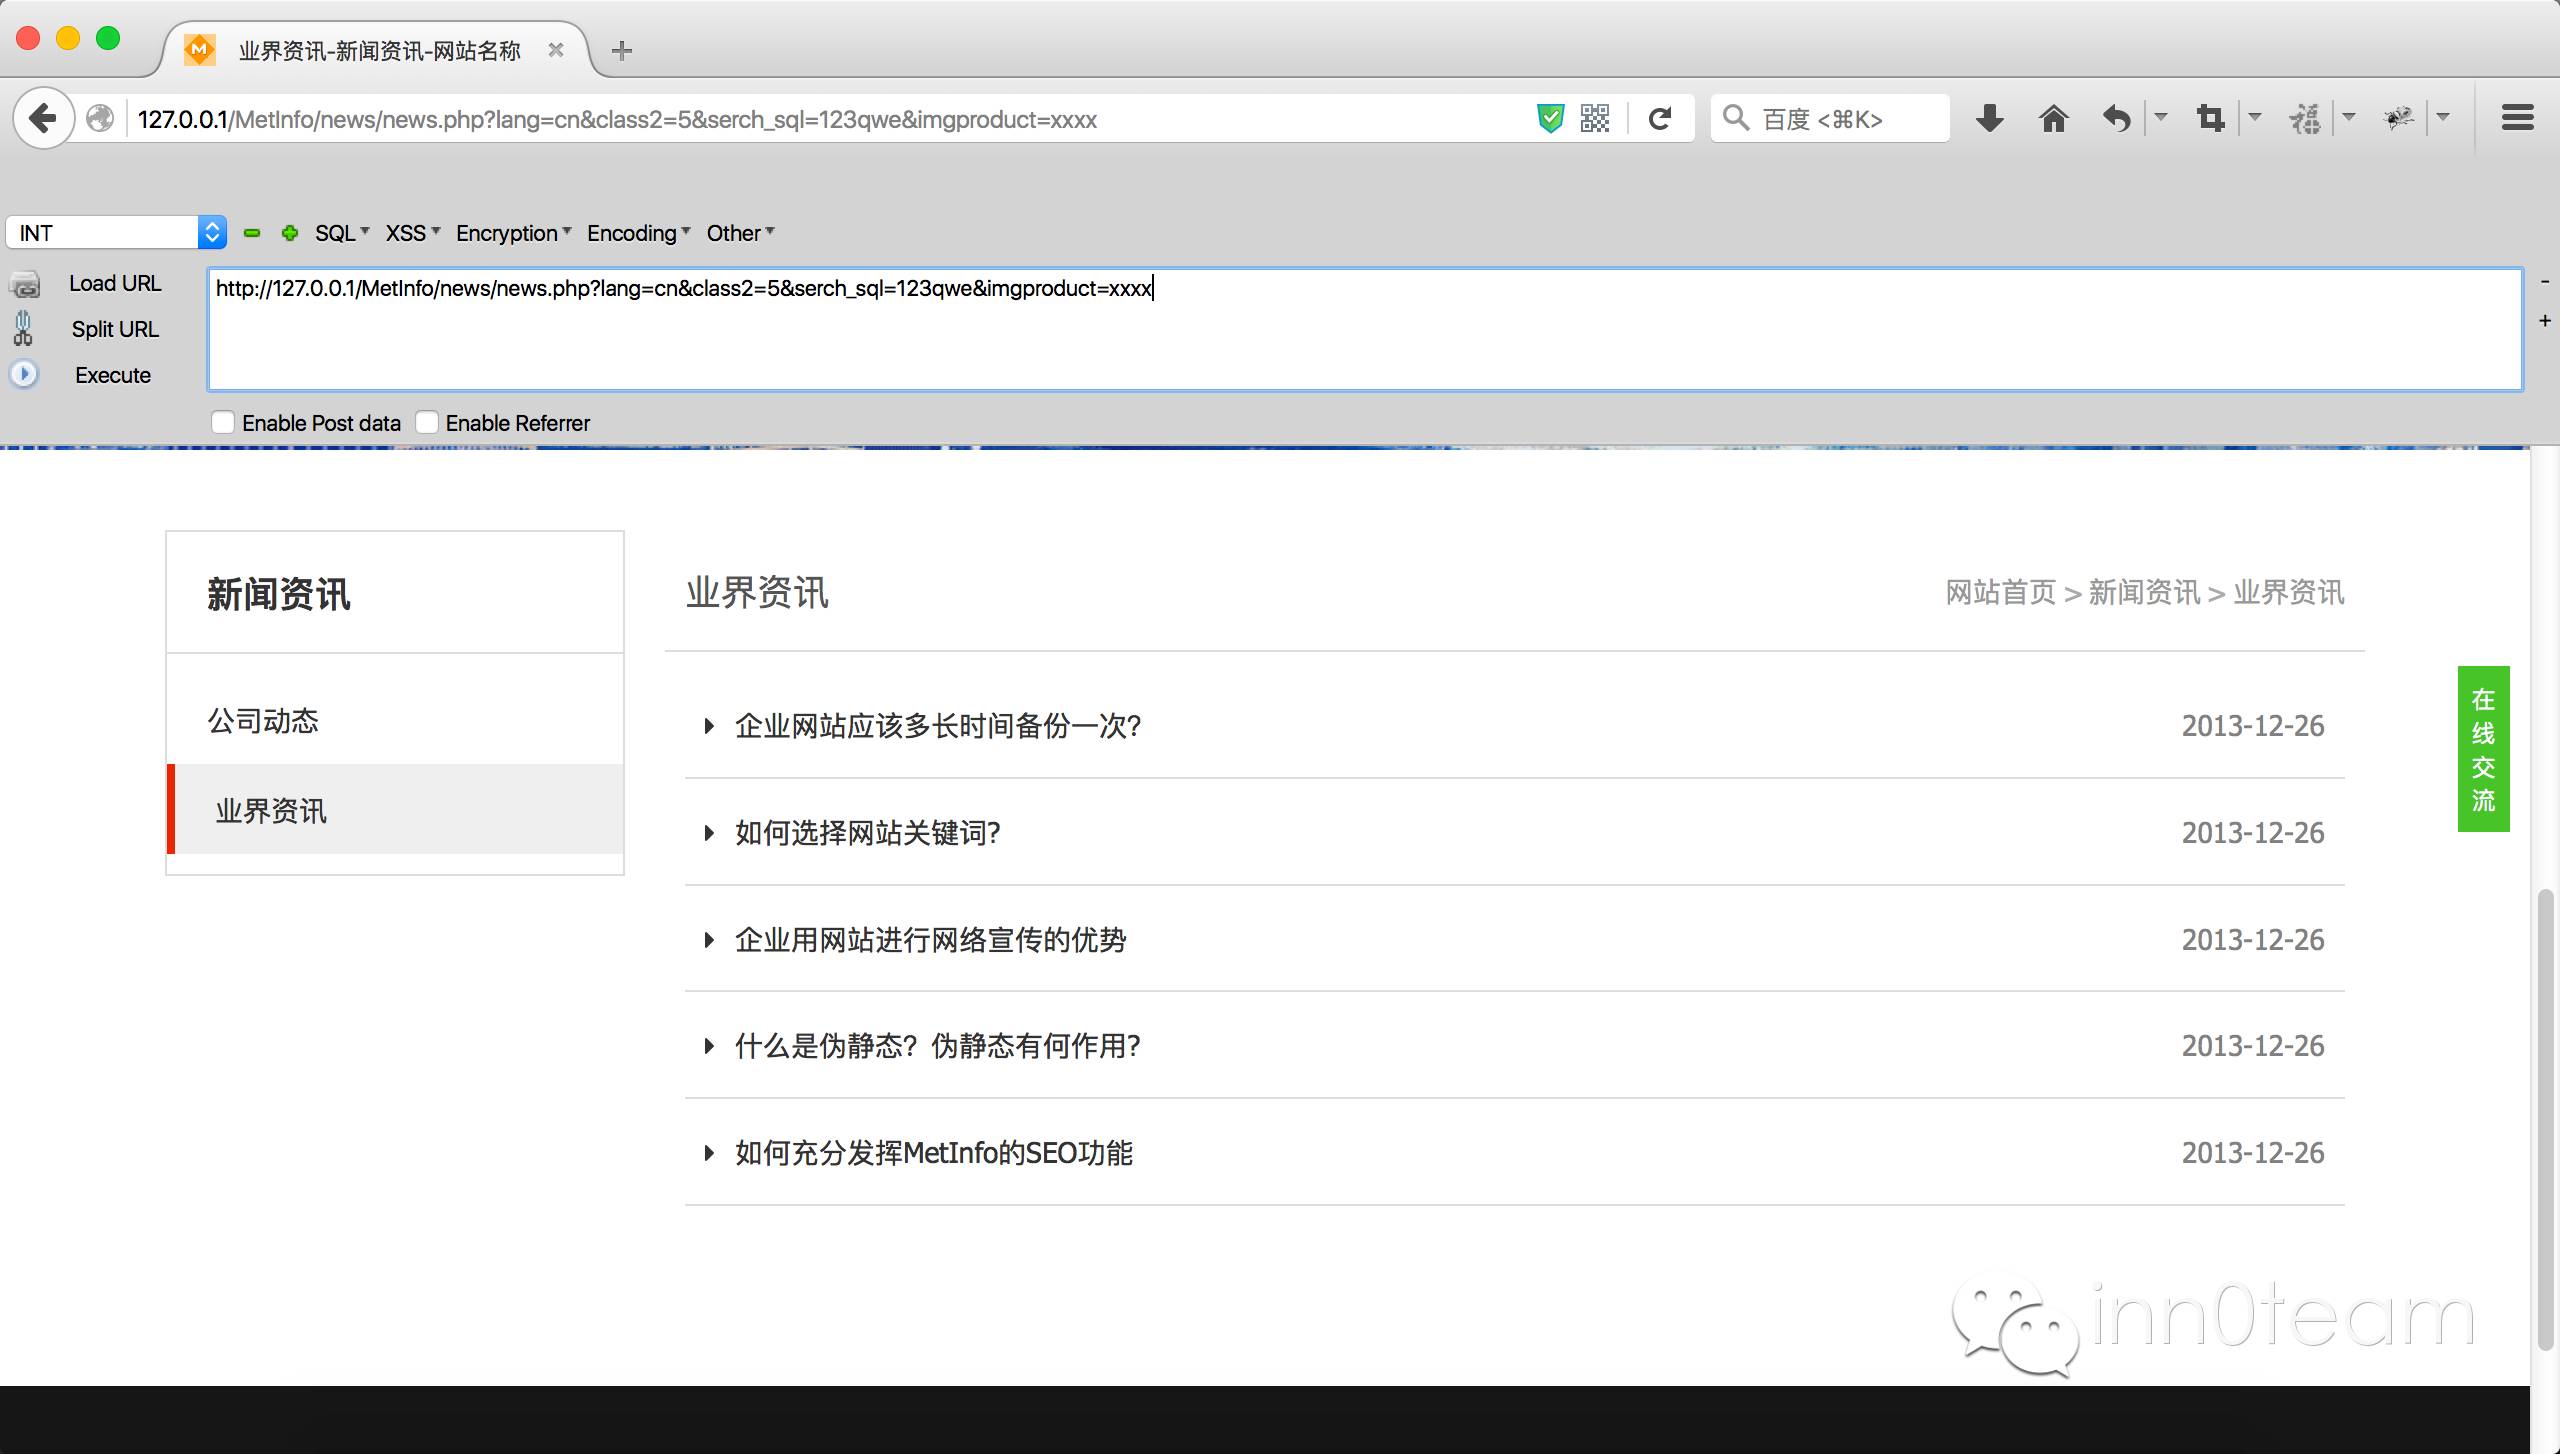 业界资讯-新闻资讯-网站名称
127.0.0.1/MetInfo/news/news.php?lang=cn&class2=5&serch_sql=123qwe&imgproduct=xxxx
百度 <⌘K>
INT
SQL
XSS
Encryption
Encoding
Other
Load URL
http://127.0.0.1/MetInfo/news/news.php?lang=cn&class2=5&serch_sql=123qwe&imgproduct=xxxx
Split URL
Execute
Enable Post data
Enable Referrer
新闻资讯
公司动态
业界资讯
业界资讯
网站首页 > 新闻资讯 > 业界资讯
企业网站应该多长时间备份一次? 2013-12-26
如何选择网站关键词? 2013-12-26
企业用网站进行网络宣传的优势 2013-12-26
什么是伪静态? 伪静态有何作用? 2013-12-26
如何充分发挥MetInfo的SEO功能 2013-12-26
在线交流
inn0team